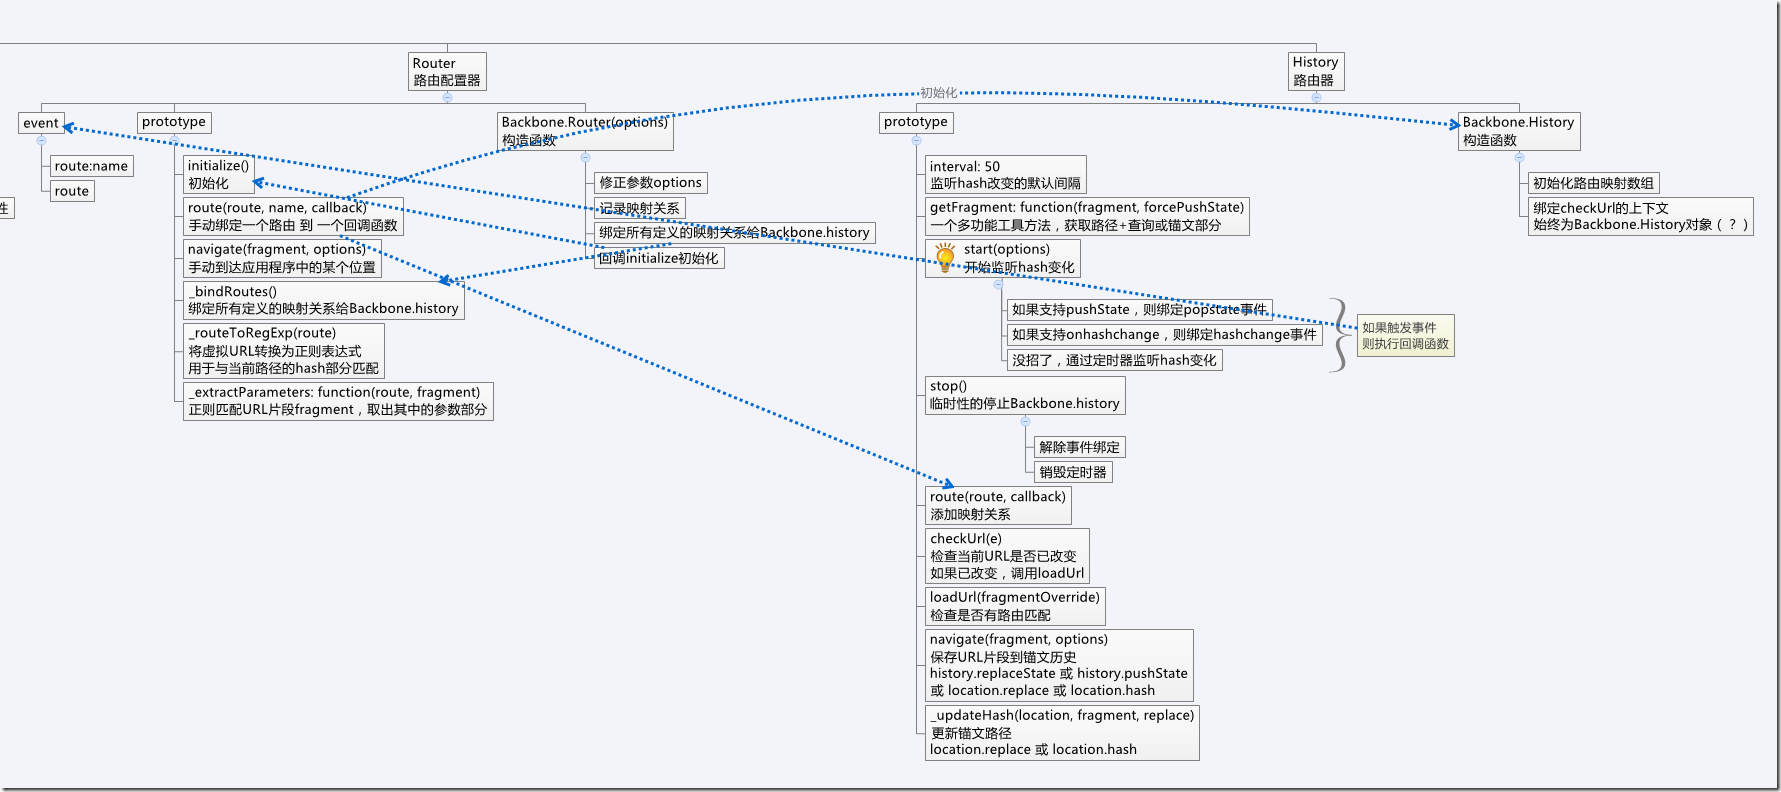 Router
路由配置器
event
route:name
route
性
prototype
initialize()
初始化
route(route, name, callback)
手动绑定一个路由 到 一个回调函数
navigate(fragment, options)
手动到达应用程序中的某个位置
_bindRoutes()
绑定所有定义的映射关系给Backbone.history
_routeToRegExp(route)
将虚拟URL转换为正则表达式
用于与当前路径的hash部分匹配
_extractParameters: function(route, fragment)
正则匹配URL片段fragment，取出其中的参数部分
Backbone.Router(options)
构造函数
修正参数options
记录映射关系
绑定所有定义的映射关系给Backbone.history
回调initialize初始化
初始化
History
路由器
prototype
interval: 50
监听hash改变的默认间隔
getFragment: function(fragment, forcePushState)
一个多功能工具方法，获取路径+查询或锚文部分
start(options)
开始监听hash变化
如果支持pushState，则绑定popstate事件
如果支持onhashchange，则绑定hashchange事件
没招了，通过定时器监听hash变化
如果触发事件
则执行回调函数
stop()
临时性的停止Backbone.history
解除事件绑定
销毁定时器
route(route, callback)
添加映射关系
checkUrl(e)
检查当前URL是否已改变
如果已改变，调用loadUrl
loadUrl(fragmentOverride)
检查是否有路由匹配
navigate(fragment, options)
保存URL片段到锚文历史
history.replaceState 或 history.pushState
或 location.replace 或 location.hash
_updateHash(location, fragment, replace)
更新锚文路径
location.replace 或 location.hash
Backbone.History
构造函数
初始化路由映射数组
绑定checkUrl的上下文
始终为Backbone.History对象（？）